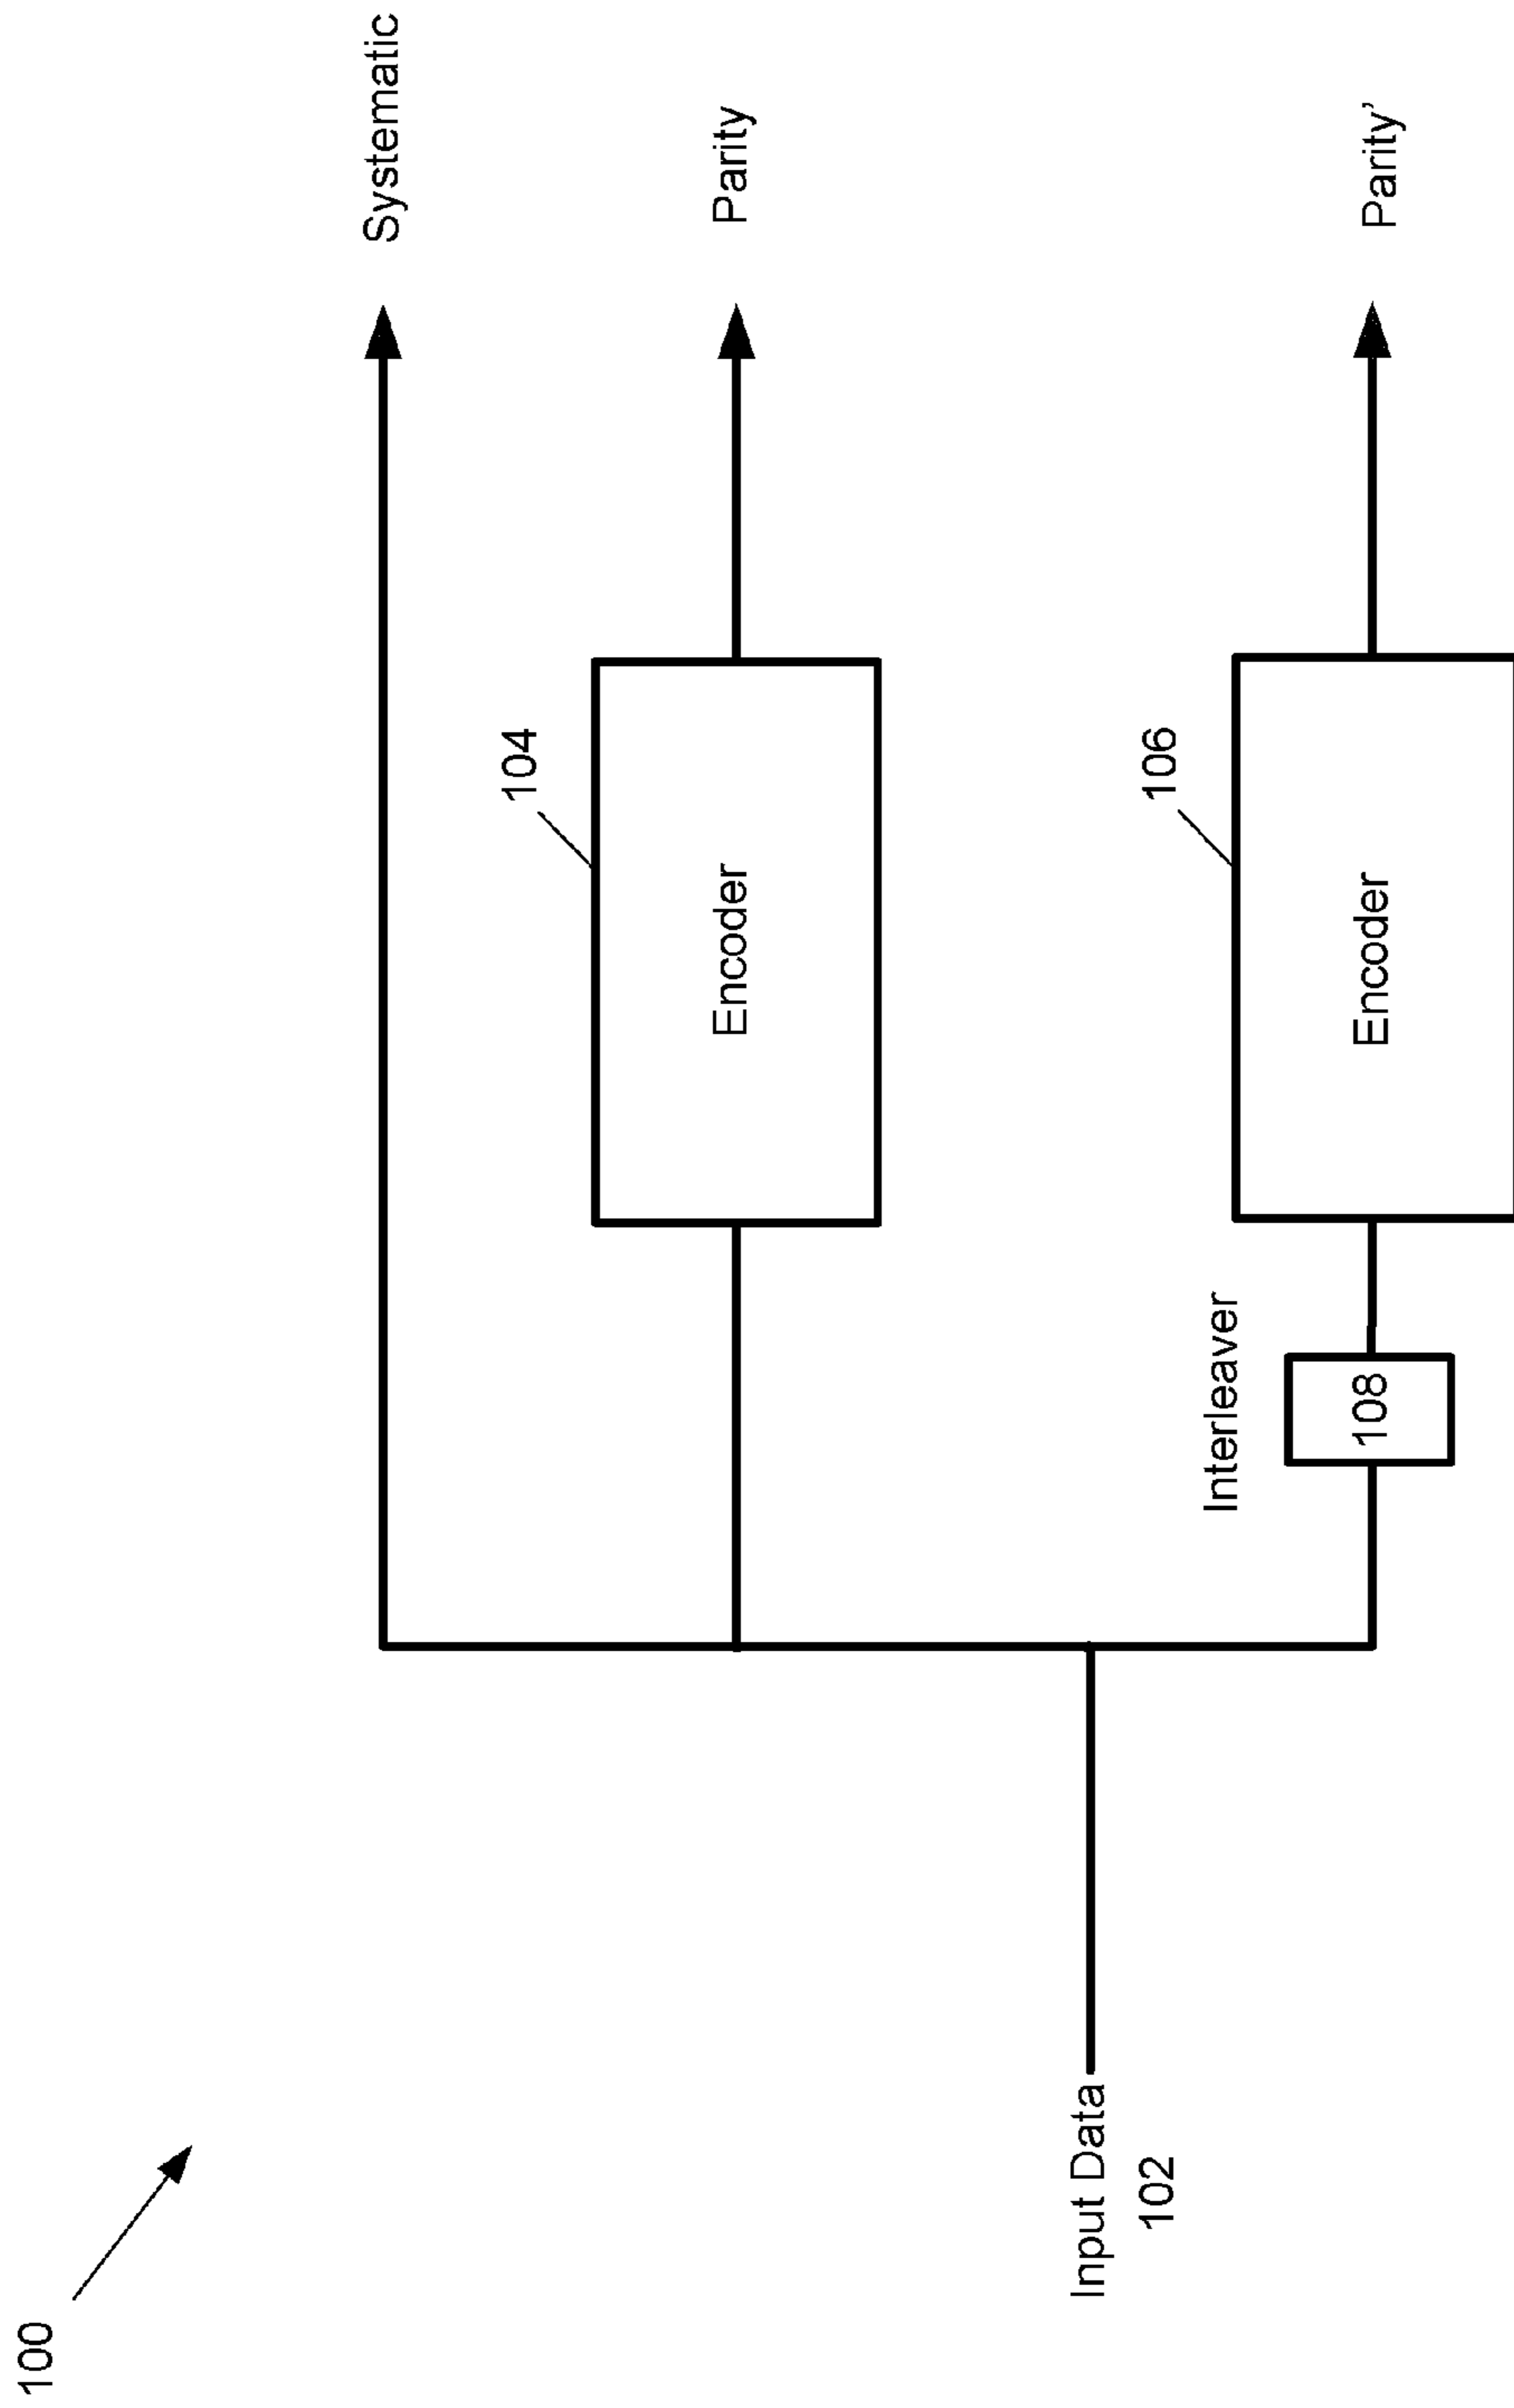 100
Systematic
104
Encoder
Parity
Input Data
102
Interleaver
108
106
Encoder
Parity'